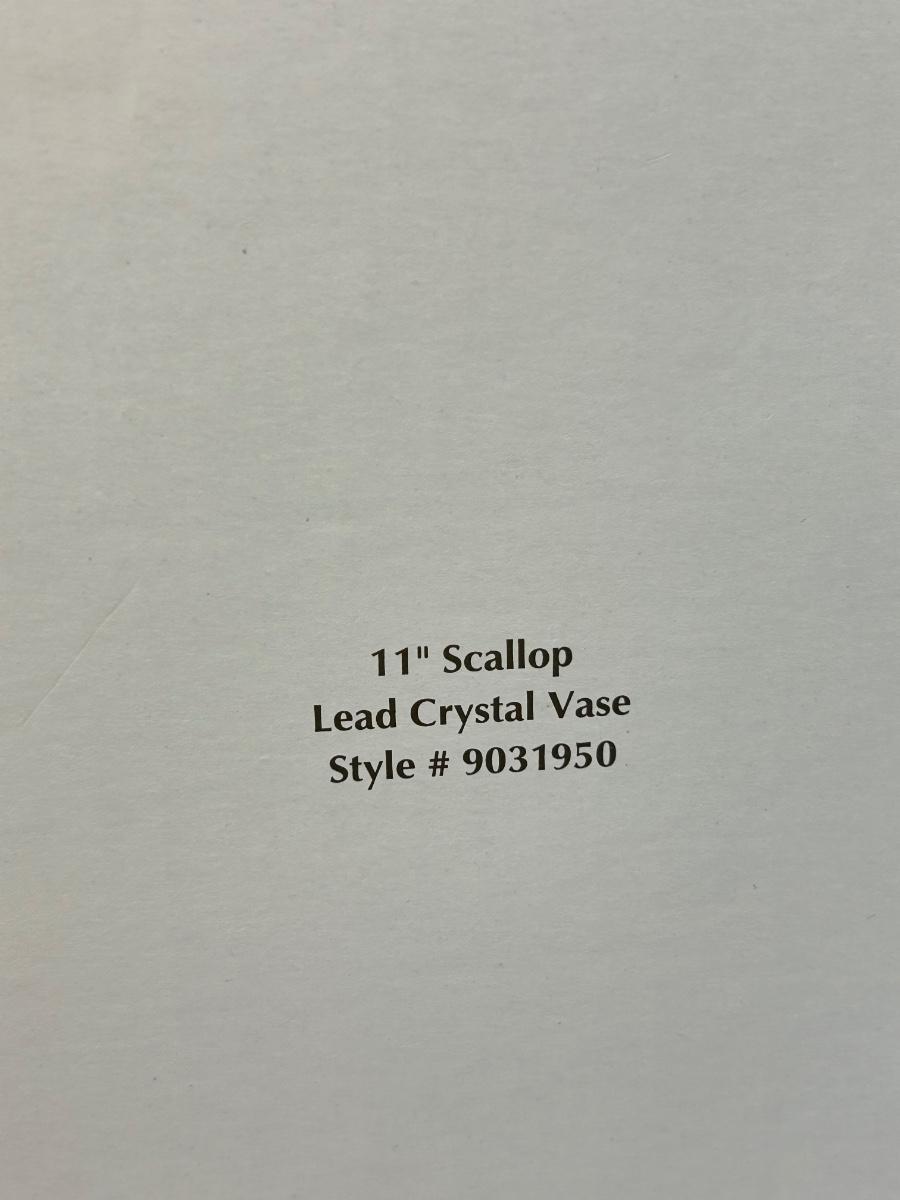 11" Scallop
Lead Crystal Vase
Style # 9031950